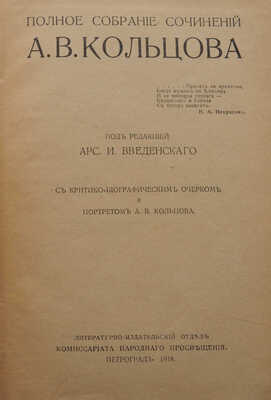 ПОЛНОЕ СОБРАНІЕ СОЧИНЕНІЙ
А. В. КОЛЬЦОВА
Н. А. Некрасовъ.
ПОДЪ РЕДАКЦІЕЙ
АРС. И. ВВЕДЕНСКАГО
СЪ КРИТИКО-БІОГРАФИЧЕСКИМЪ ОЧЕРКОМЪ
И
ПОРТРЕТОМЪ А. В. КОЛЬЦОВА.
ЛИТЕРАТУРНО-ИЗДАТЕЛЬСКІЙ ОТДѢЛЪ
КОМИССАРІАТА НАРОДНАГО ПРОСВѢЩЕНІЯ.
ПЕТРОГРАДЪ 1918.